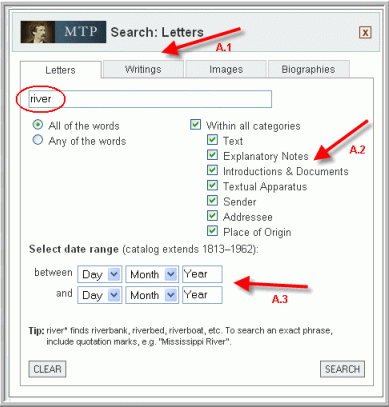 MTP Search: Letters X
A.1
Letters Writings Images Biographies
river
All of the words
Any of the words
Within all categories
Text
Explanatory Notes
A.2
Introductions & Documents
Textual Apparatus
Sender
Addressee
Place of Origin
Select date range (catalog extends 1813–1962):
between Day Month Year
and Day Month Year
A.3
Tip: river* finds riverbank, riverbed, riverboat, etc. To search an exact phrase,
include quotation marks, e.g. "Mississippi River".
CLEAR SEARCH